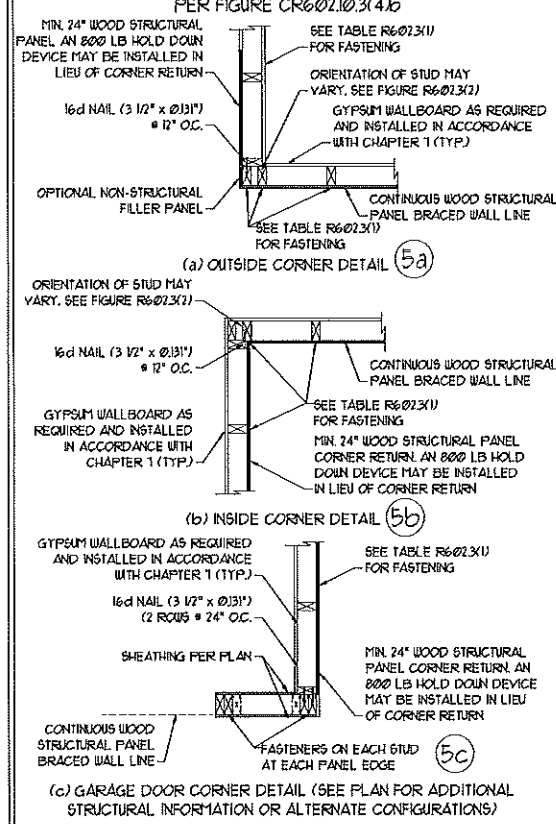 PER FIGURE CR602.10.3(4)b
MIN. 24" WOOD STRUCTURAL
PANEL AN 800 LB HOLD DOWN
DEVICE MAY BE INSTALLED IN
LIEU OF CORNER RETURN
16d NAIL (3 1/2" x 0.131")
@ 12" O.C.
OPTIONAL NON-STRUCTURAL
FILLER PANEL
SEE TABLE R602.3(1)
FOR FASTENING
ORIENTATION OF STUD MAY
VARY. SEE FIGURE R602.3(2)
GYPSUM WALLBOARD AS REQUIRED
AND INSTALLED IN ACCORDANCE
WITH CHAPTER 7 (TYP.)
CONTINUOUS WOOD STRUCTURAL
PANEL BRACED WALL LINE
SEE TABLE R602.3(1)
FOR FASTENING
(a) OUTSIDE CORNER DETAIL 5a
ORIENTATION OF STUD MAY
VARY. SEE FIGURE R602.3(2)
16d NAIL (3 1/2" x 0.131")
@ 12" O.C.
GYPSUM WALLBOARD AS
REQUIRED AND INSTALLED
IN ACCORDANCE WITH
CHAPTER 7 (TYP.)
CONTINUOUS WOOD STRUCTURAL
PANEL BRACED WALL LINE
SEE TABLE R602.3(1)
FOR FASTENING
MIN. 24" WOOD STRUCTURAL PANEL
CORNER RETURN. AN 800 LB HOLD
DOWN DEVICE MAY BE INSTALLED
IN LIEU OF CORNER RETURN
(b) INSIDE CORNER DETAIL 5b
GYPSUM WALLBOARD AS REQUIRED
AND INSTALLED IN ACCORDANCE
WITH CHAPTER 7 (TYP.)
16d NAIL (3 1/2" x 0.131")
(2 ROWS @ 24" O.C.
SHEATHING PER PLAN
CONTINUOUS WOOD
STRUCTURAL PANEL
BRACED WALL LINE
SEE TABLE R602.3(1)
FOR FASTENING
MIN. 24" WOOD STRUCTURAL
PANEL CORNER RETURN. AN
800 LB HOLD DOWN DEVICE
MAY BE INSTALLED IN LIEU
OF CORNER RETURN
FASTENERS ON EACH STUD
AT EACH PANEL EDGE
5c
(c) GARAGE DOOR CORNER DETAIL (SEE PLAN FOR ADDITIONAL
STRUCTURAL INFORMATION OR ALTERNATE CONFIGURATIONS)